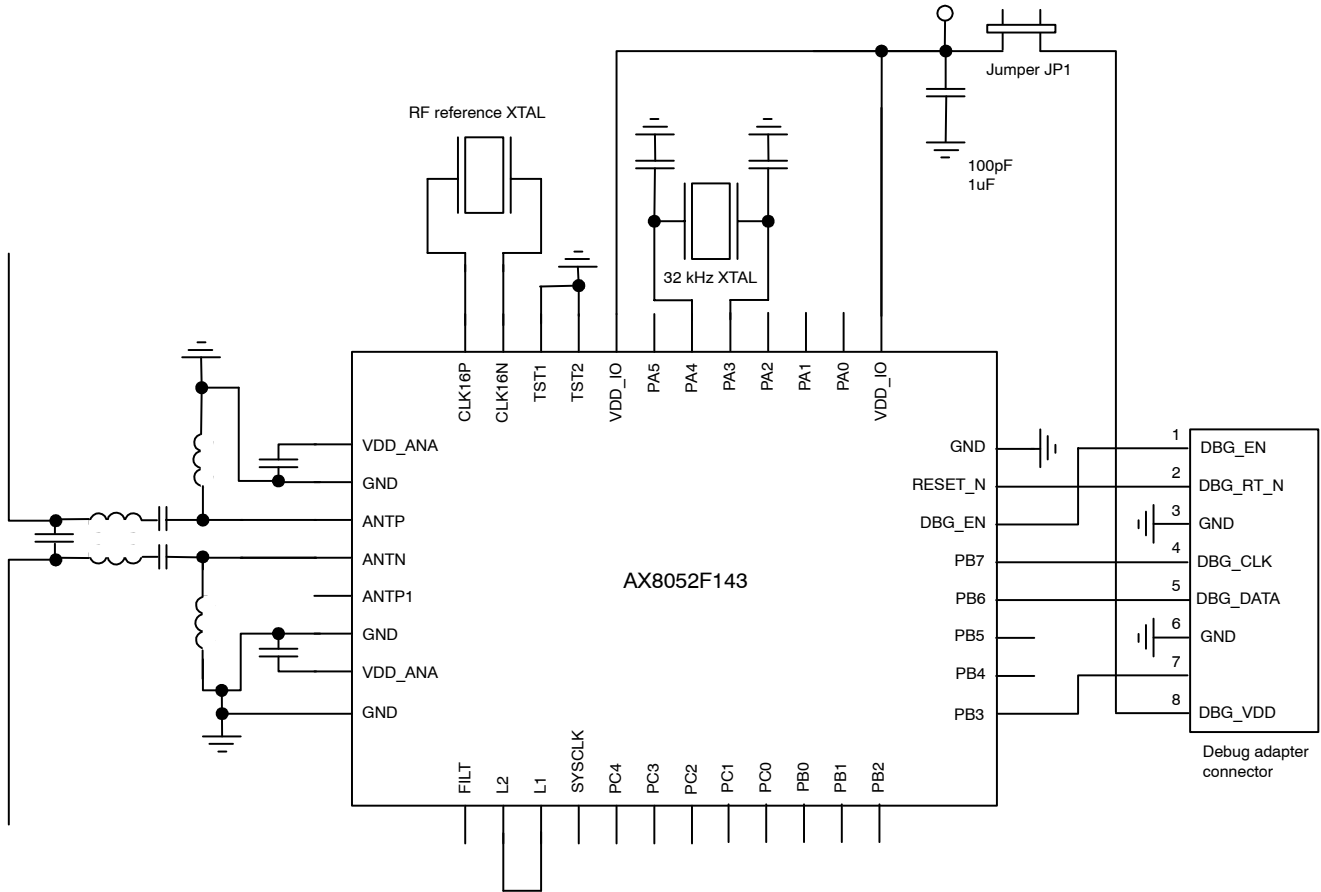 Jumper JP1
RF reference XTAL
100pF
1uF
32 kHz XTAL
CLK16P
CLK16N
TST1
TST2
VDD_IO
PA5
PA4
PA3
PA2
PA1
PA0
VDD_IO
VDD_ANA
GND
ANTP
ANTN
ANTP1
GND
VDD_ANA
GND
AX8052F143
GND
RESET_N
DBG_EN
PB7
PB6
PB5
PB4
PB3
1
DBG_EN
2
DBG_RT_N
3
GND
4
DBG_CLK
5
DBG_DATA
6
GND
7
8
DBG_VDD
Debug adapter
connector
FILT
L2
L1
SYSCLK
PC4
PC3
PC2
PC1
PC0
PB0
PB1
PB2